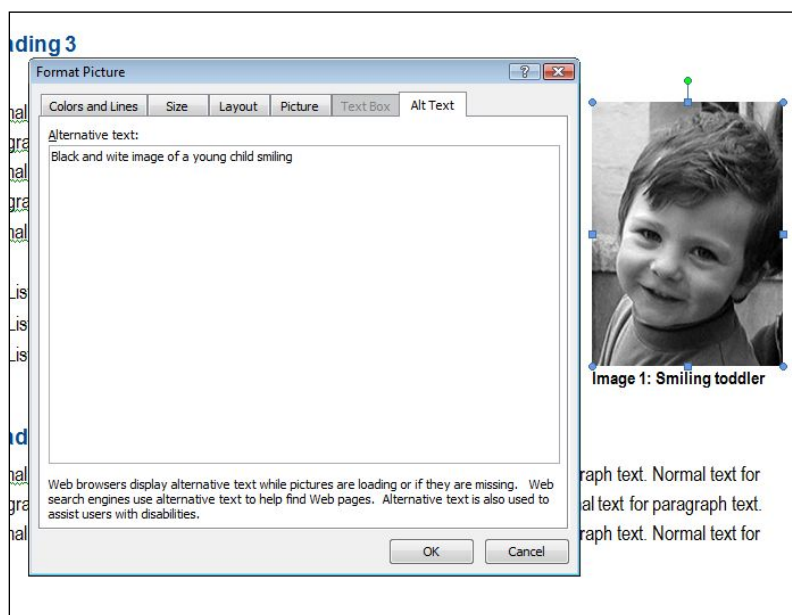 ding 3
Format Picture
Colors and Lines Size Layout Picture Text Box Alt Text
Alternative text:
Black and wite image of a young child smiling
Image 1: Smiling toddler
Web browsers display alternative text while pictures are loading or if they are missing. Web
search engines use alternative text to help find Web pages. Alternative text is also used to
assist users with disabilities.
raph text. Normal text for
al text for paragraph text.
raph text. Normal text for
OK Cancel